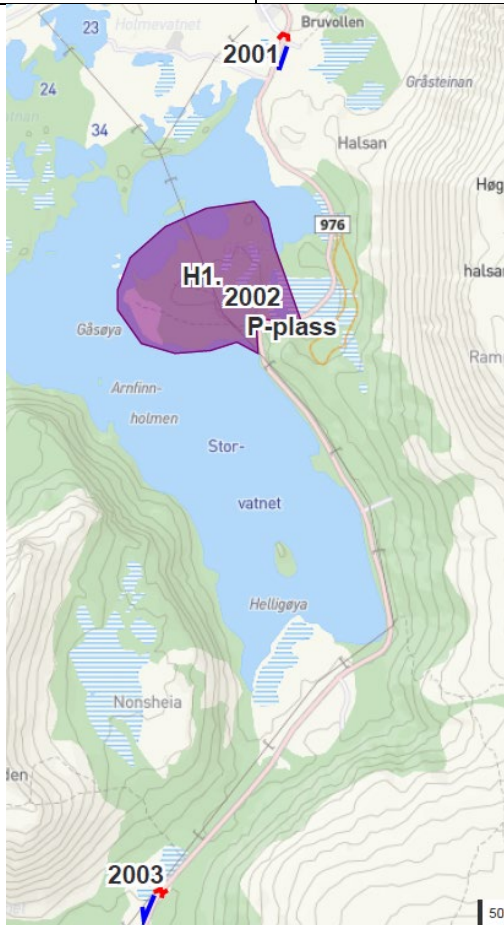 23
Holmevatnet
Bruvollen
2001
Gråsteinan
24
34
Halsan
Høg
976
H1.
halsa
2002
P-plass
Gåsøya
Ram
Arnfinn-
holmen
Stor-
vatnet
Helligøya
Nonsheia
den
2003
50